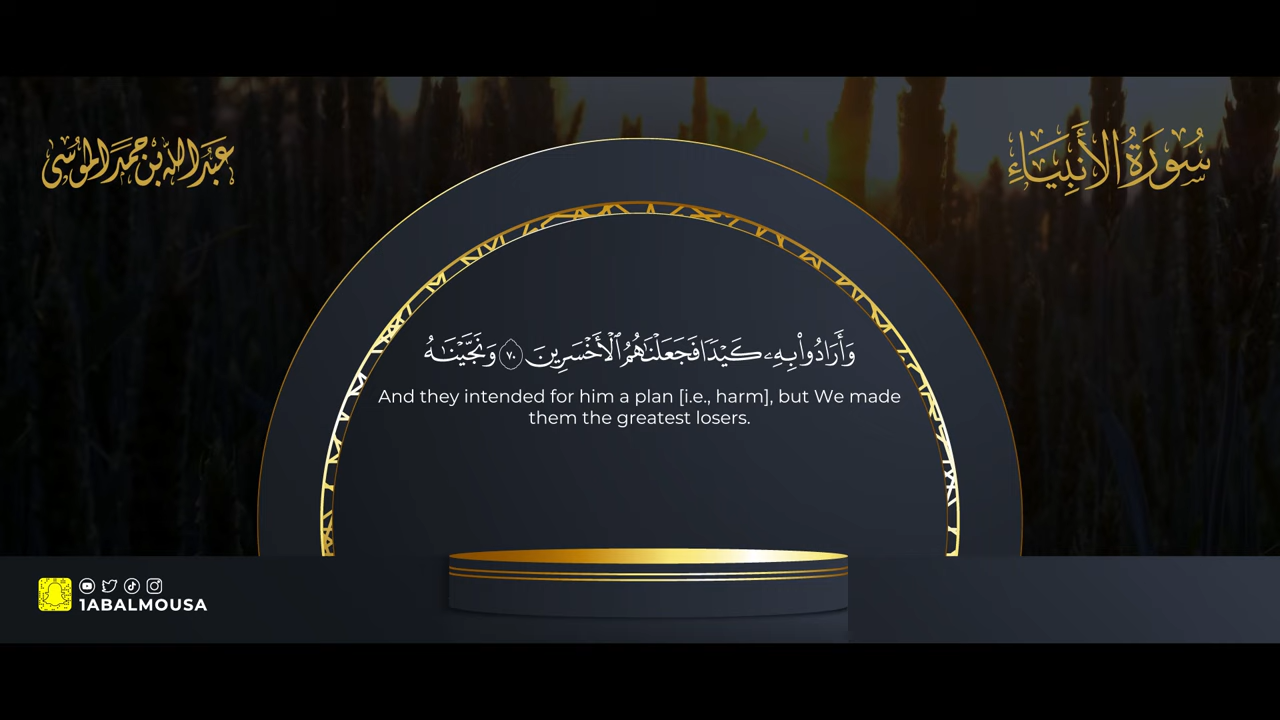 سُورَةُ الأَنبِيَاء
عبدالله بن حمد الموسى
وَأَرَادُوا۟ بِهِۦ كَيْدًا فَجَعَلْنَٰهُمُ ٱلْأَخْسَرِينَ ٧٠ وَنَجَّيْنَٰهُ
And they intended for him a plan [i.e., harm], but We made
them the greatest losers.
1ABALMOUSA